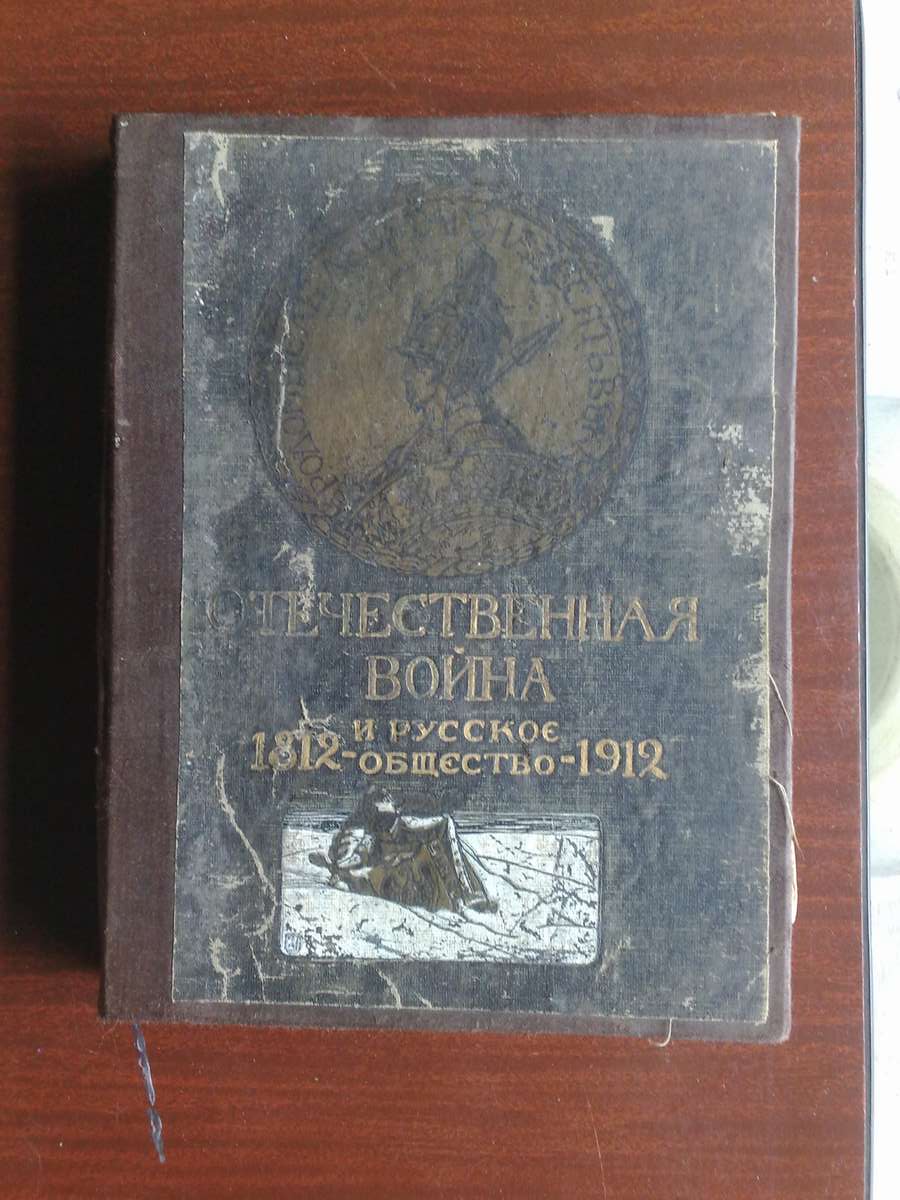 ОТЕЧЕСТВЕННАЯ
ВОЙНА
И РУССКОЕ
1812-ОБЩЕСТВО-1912